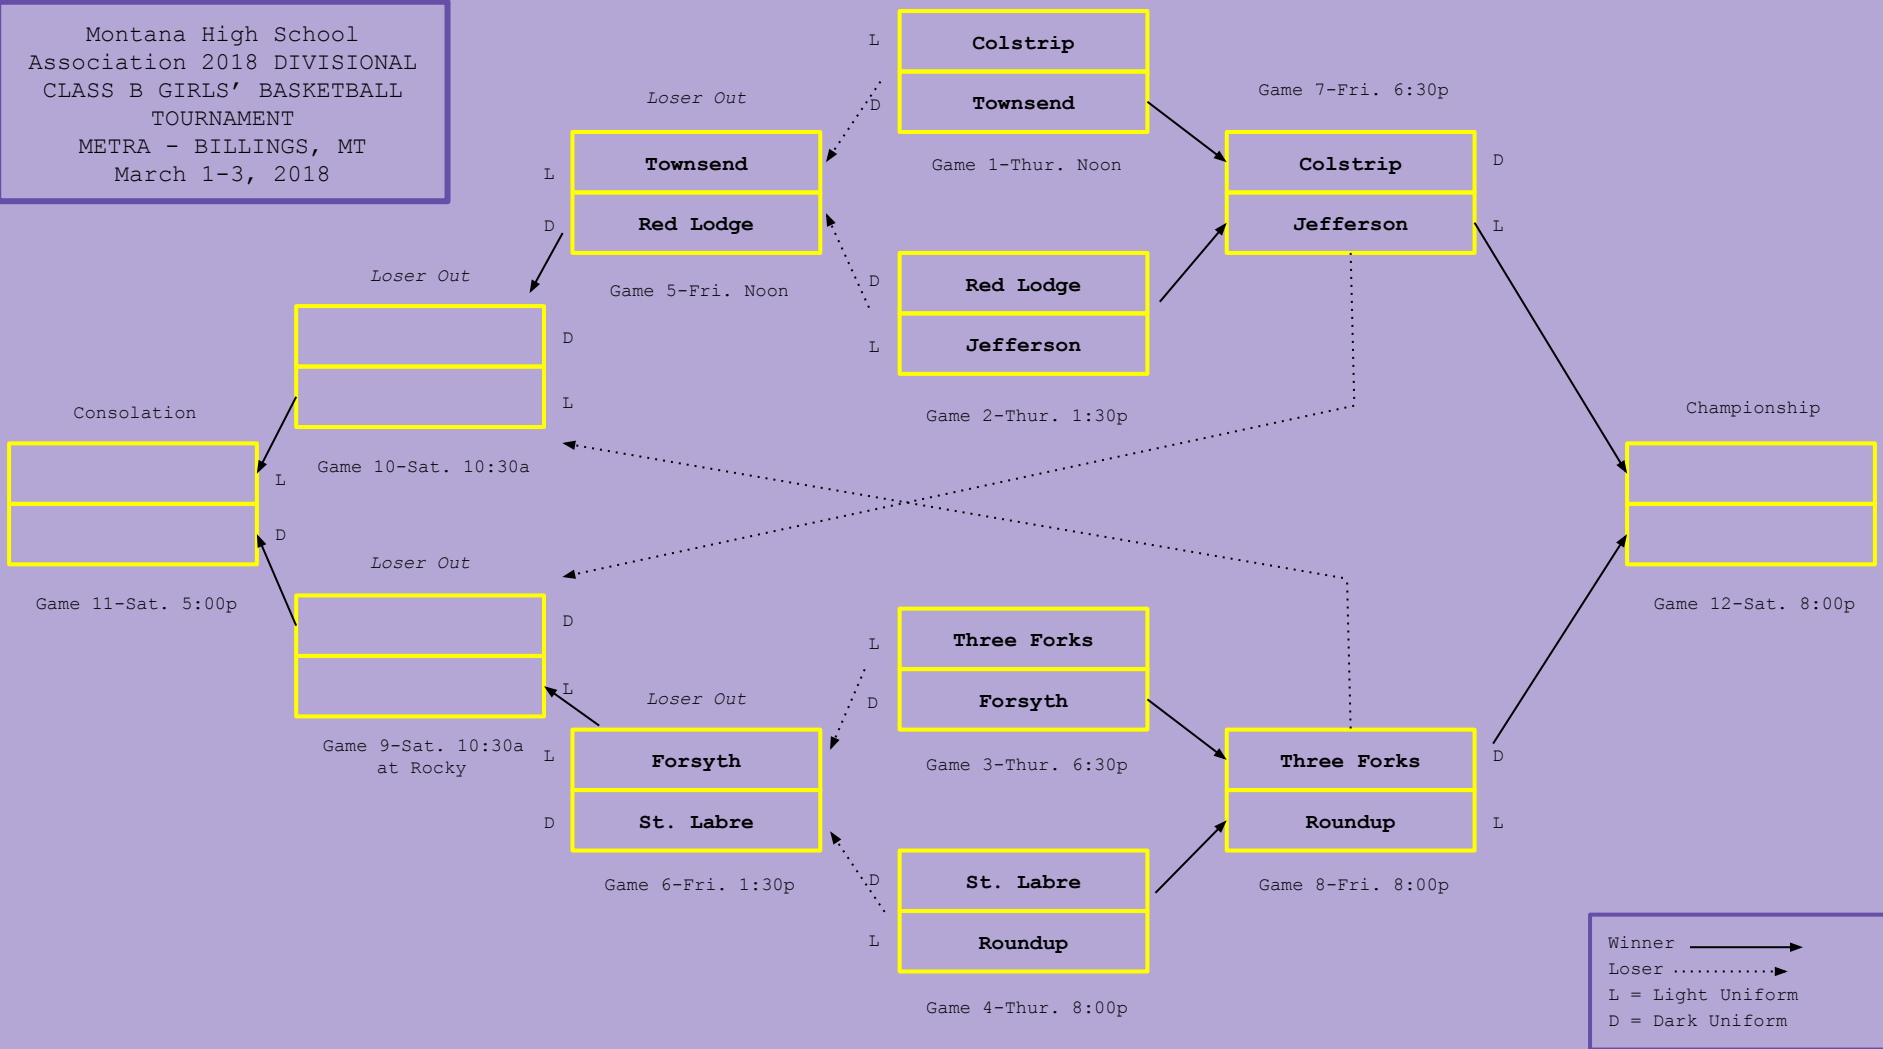 Montana High School
Association 2018 DIVISIONAL
CLASS B GIRLS’ BASKETBALL
TOURNAMENT
METRA – BILLINGS, MT
March 1-3, 2018
L
Colstrip
D
Townsend
Game 1-Thur. Noon
D
Red Lodge
L
Jefferson
Game 2-Thur. 1:30p
L
Three Forks
D
Forsyth
Game 3-Thur. 6:30p
D
St. Labre
L
Roundup
Game 4-Thur. 8:00p
Loser Out
L
Townsend
D
Red Lodge
Game 5-Fri. Noon
Loser Out
L
Forsyth
D
St. Labre
Game 6-Fri. 1:30p
Game 7-Fri. 6:30p
Colstrip
D
Jefferson
L
Three Forks
D
Roundup
L
Game 8-Fri. 8:00p
Loser Out
D
L
Game 10-Sat. 10:30a
Loser Out
D
L
Game 9-Sat. 10:30a
at Rocky
Consolation
L
D
Game 11-Sat. 5:00p
Championship
Game 12-Sat. 8:00p
Winner
Loser
L = Light Uniform
D = Dark Uniform